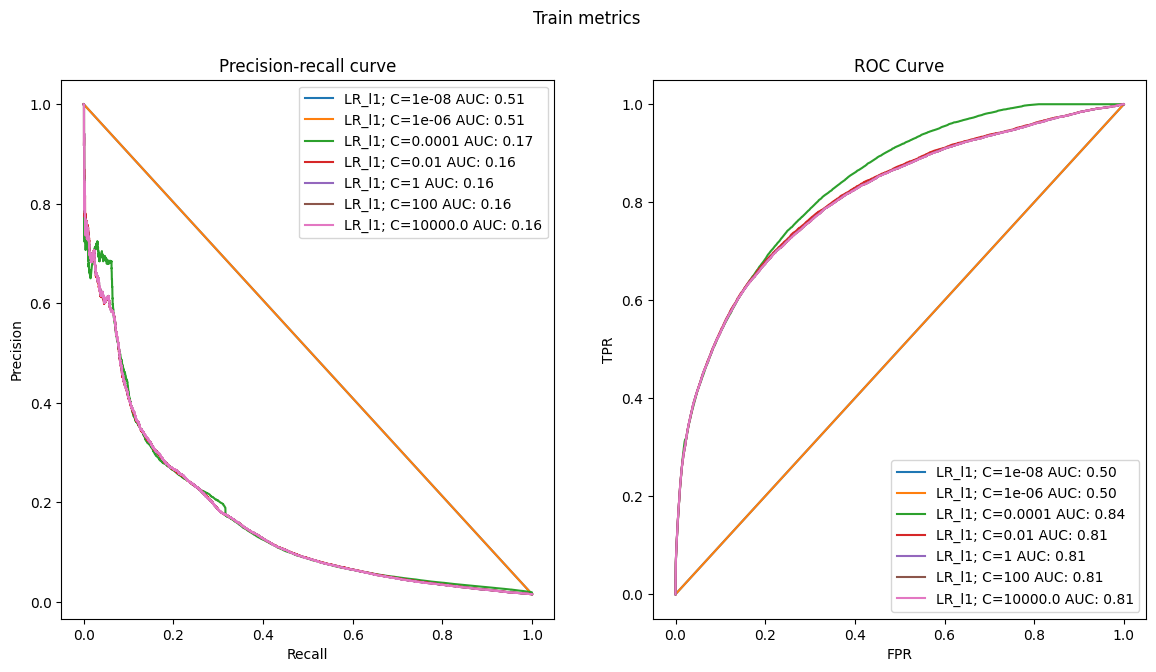 Train metrics
Precision-recall curve
LR_l1; C=1e-08 AUC: 0.51
LR_l1; C=1e-06 AUC: 0.51
LR_l1; C=0.0001 AUC: 0.17
LR_l1; C=0.01 AUC: 0.16
LR_l1; C=1 AUC: 0.16
LR_l1; C=100 AUC: 0.16
LR_l1; C=10000.0 AUC: 0.16
1.0
0.8
0.6
0.4
0.2
0.0
Precision
0.0 0.2 0.4 0.6 0.8 1.0
Recall
ROC Curve
1.0
0.8
0.6
0.4
0.2
0.0
TPR
LR_l1; C=1e-08 AUC: 0.50
LR_l1; C=1e-06 AUC: 0.50
LR_l1; C=0.0001 AUC: 0.84
LR_l1; C=0.01 AUC: 0.81
LR_l1; C=1 AUC: 0.81
LR_l1; C=100 AUC: 0.81
LR_l1; C=10000.0 AUC: 0.81
0.0 0.2 0.4 0.6 0.8 1.0
FPR